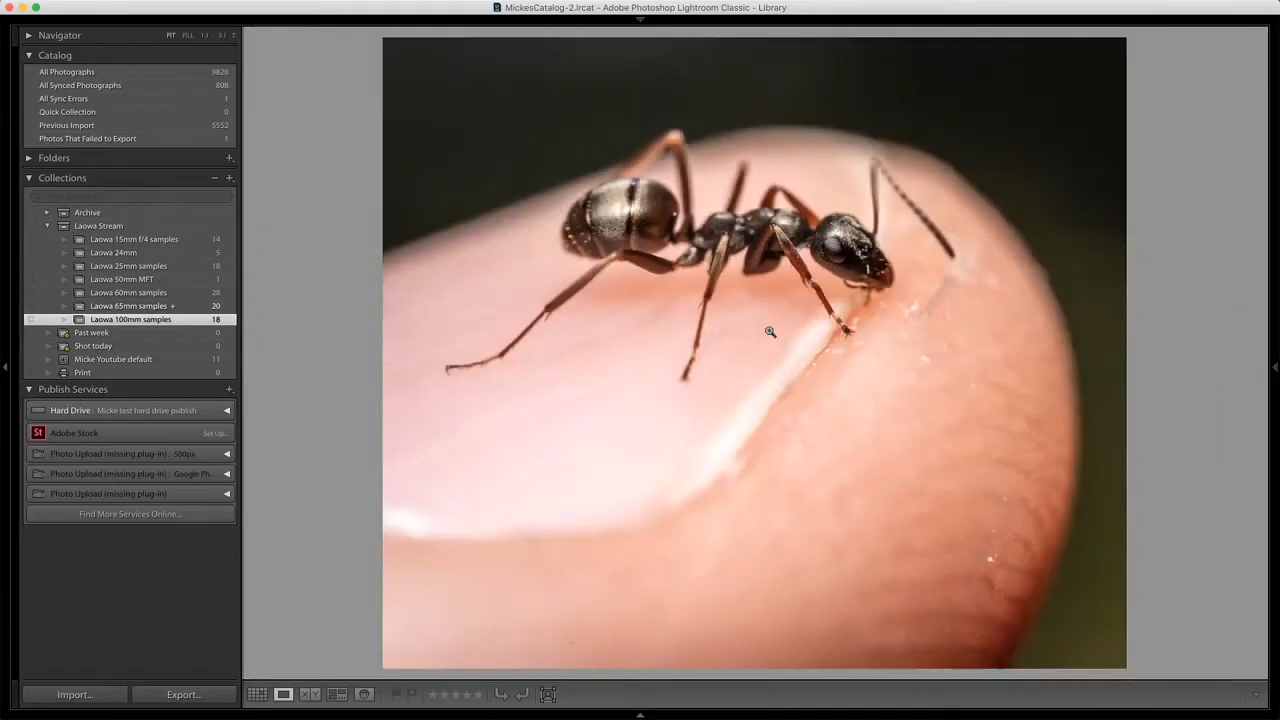 MickesCatalog-2.lrcat - Adobe Photoshop Lightroom Classic - Library
Navigator FIT FILL 1:1 3:1
Catalog
All Photographs 9828
All Synced Photographs 808
All Sync Errors 1
Quick Collection 0
Previous Import 5552
Photos That Failed to Export 1
Folders +
Collections − +
Archive
Laowa Stream
Laowa 15mm f/4 samples 14
Laowa 24mm 5
Laowa 25mm samples 18
Laowa 50mm MFT 1
Laowa 60mm samples 28
Laowa 65mm samples + 20
Laowa 100mm samples 18
Past week 0
Shot today 0
Micke Youtube default 11
Print 0
Publish Services +
Hard Drive : Micke test hard drive publish
St Adobe Stock Set Up...
Photo Upload (missing plug-in) : 500px
Photo Upload (missing plug-in) : Google Ph...
Photo Upload (missing plug-in)
Find More Services Online...
Import... Export...
X Y